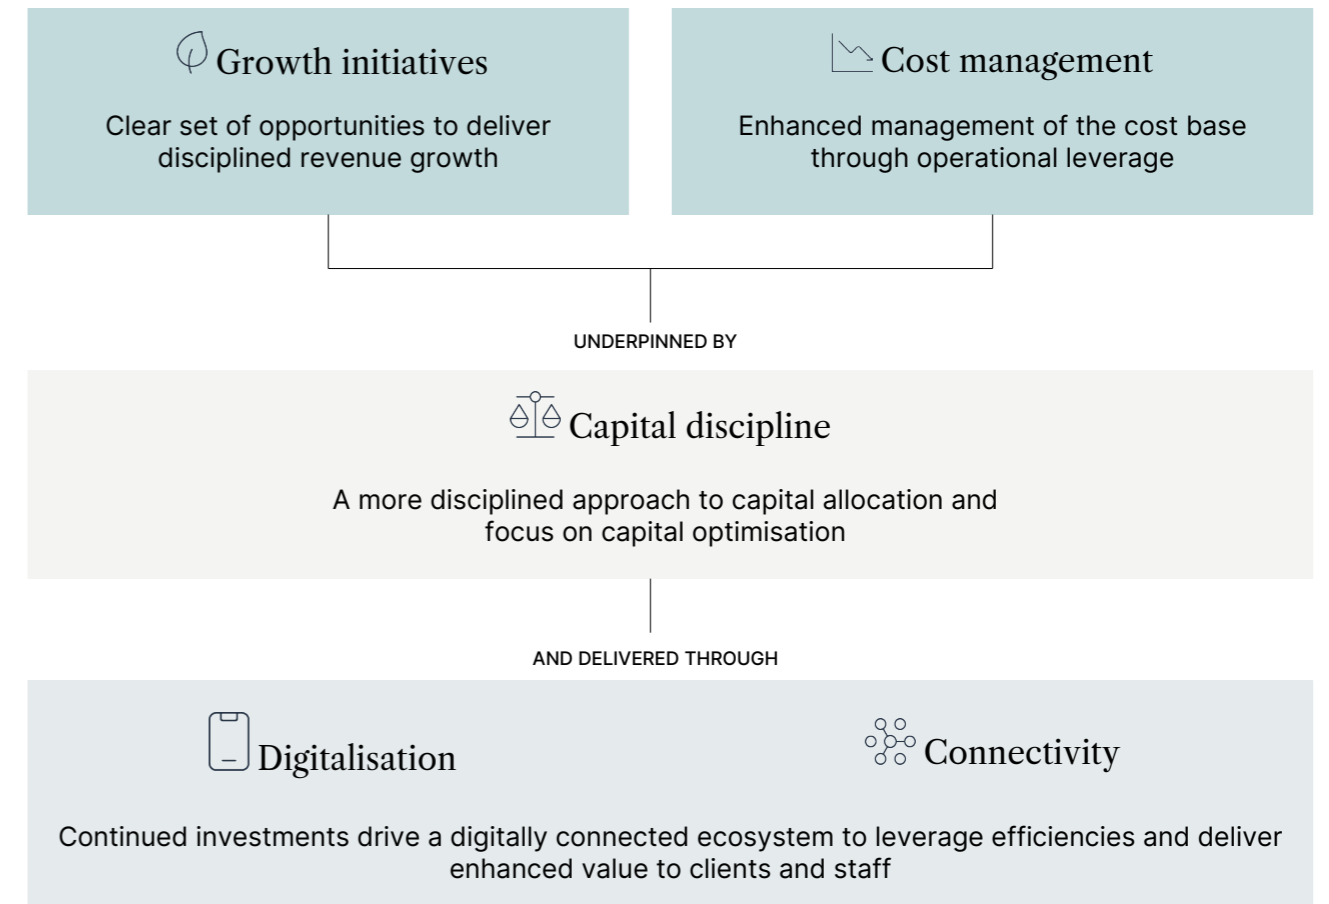 Growth initiatives
Clear set of opportunities to deliver
disciplined revenue growth
Cost management
Enhanced management of the cost base
through operational leverage
UNDERPINNED BY
Capital discipline
A more disciplined approach to capital allocation and
focus on capital optimisation
AND DELIVERED THROUGH
Digitalisation
Connectivity
Continued investments drive a digitally connected ecosystem to leverage efficiencies and deliver
enhanced value to clients and staff